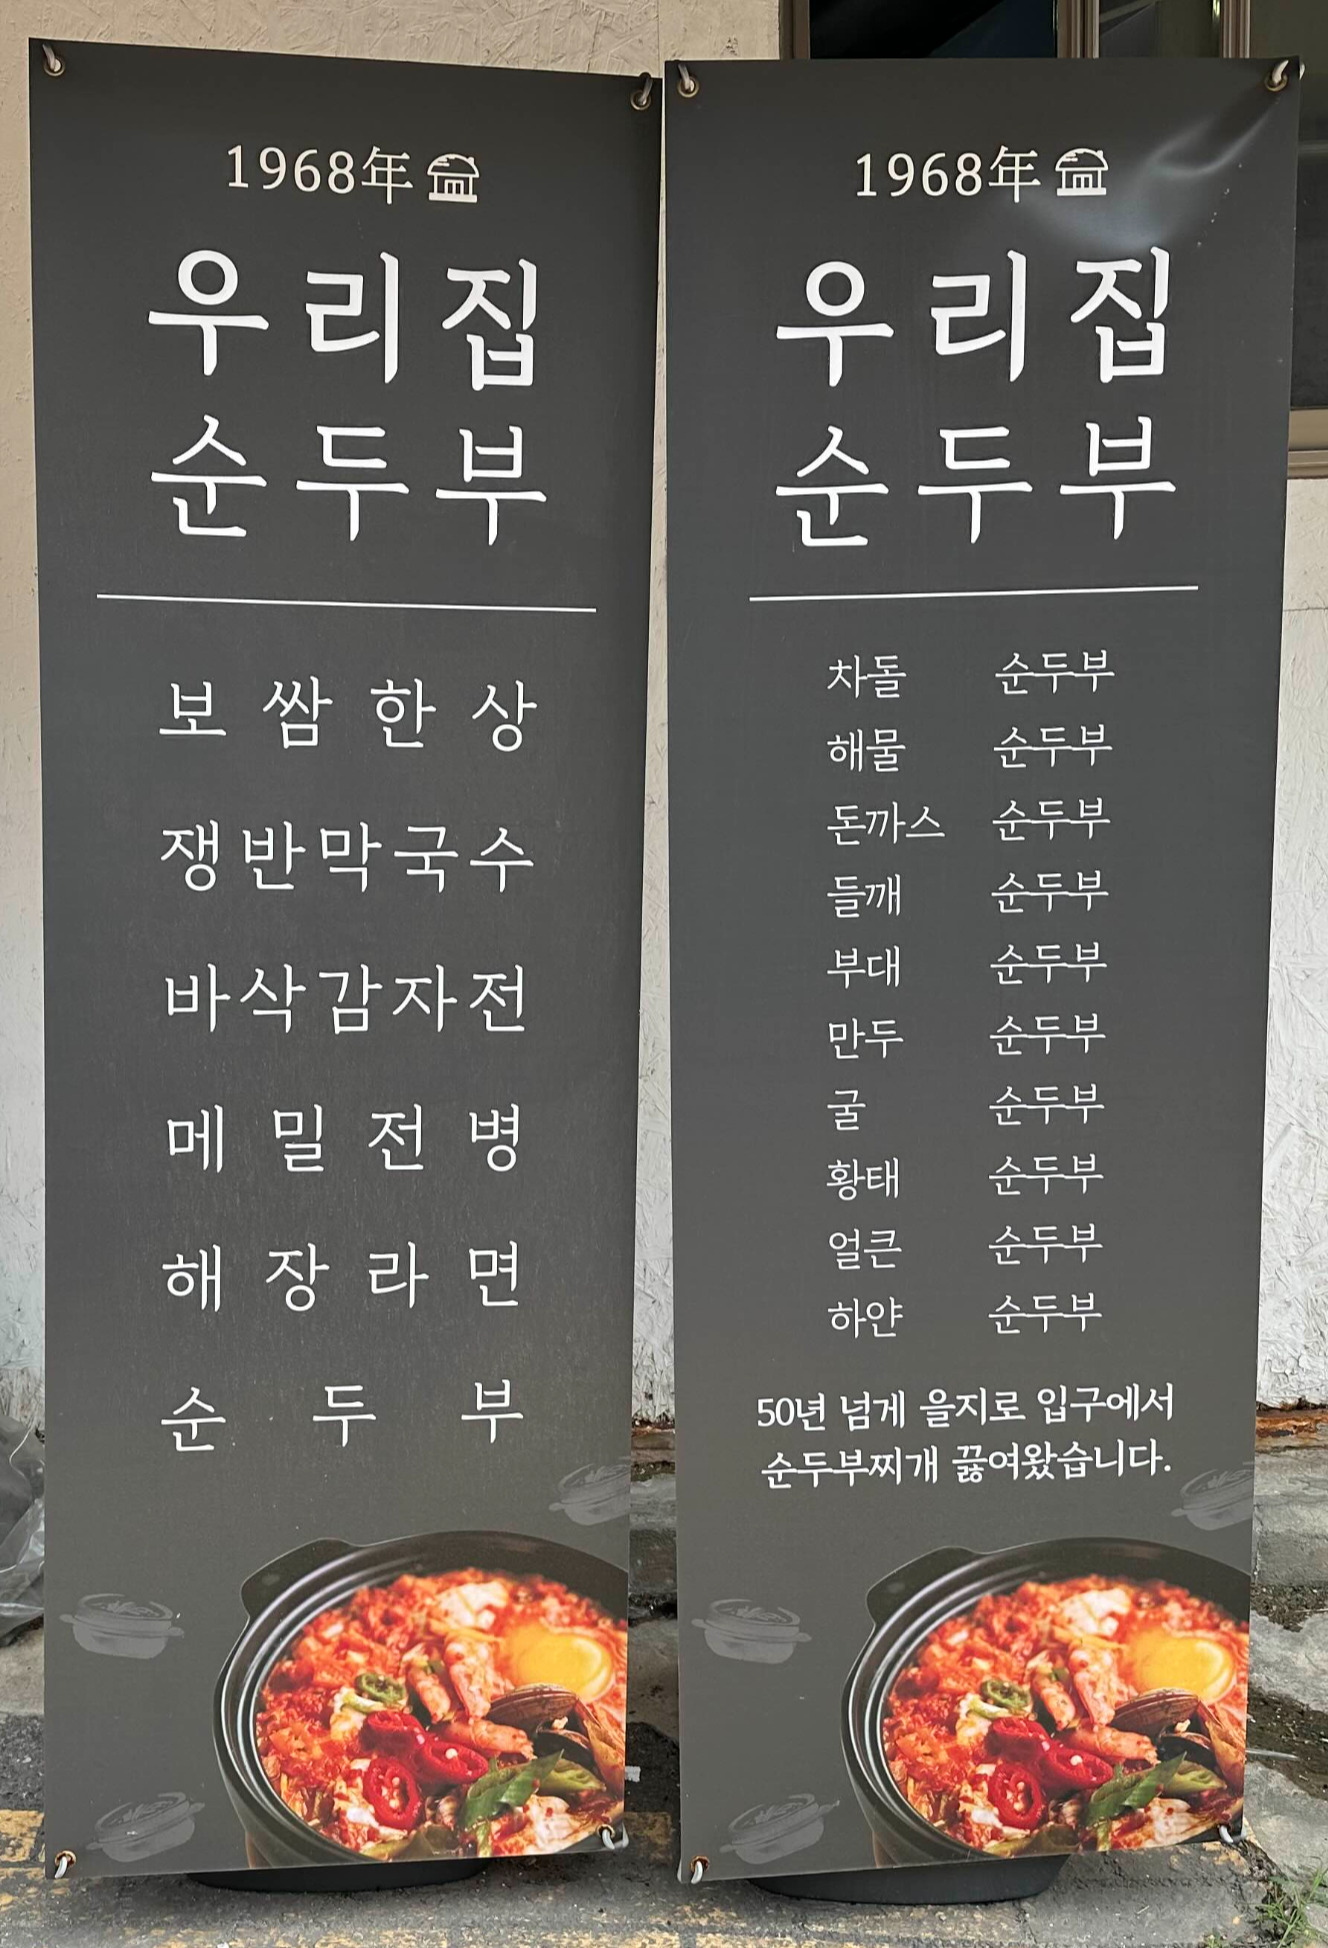 1968年
우리집
순두부
보쌈한상
쟁반막국수
바삭감자전
메밀전병
해장라면
순두부
1968年
우리집
순두부
차돌 순두부
해물 순두부
돈까스 순두부
들깨 순두부
부대 순두부
만두 순두부
굴 순두부
황태 순두부
얼큰 순두부
하얀 순두부
50년 넘게 을지로 입구에서
순두부찌개 끓여왔습니다.